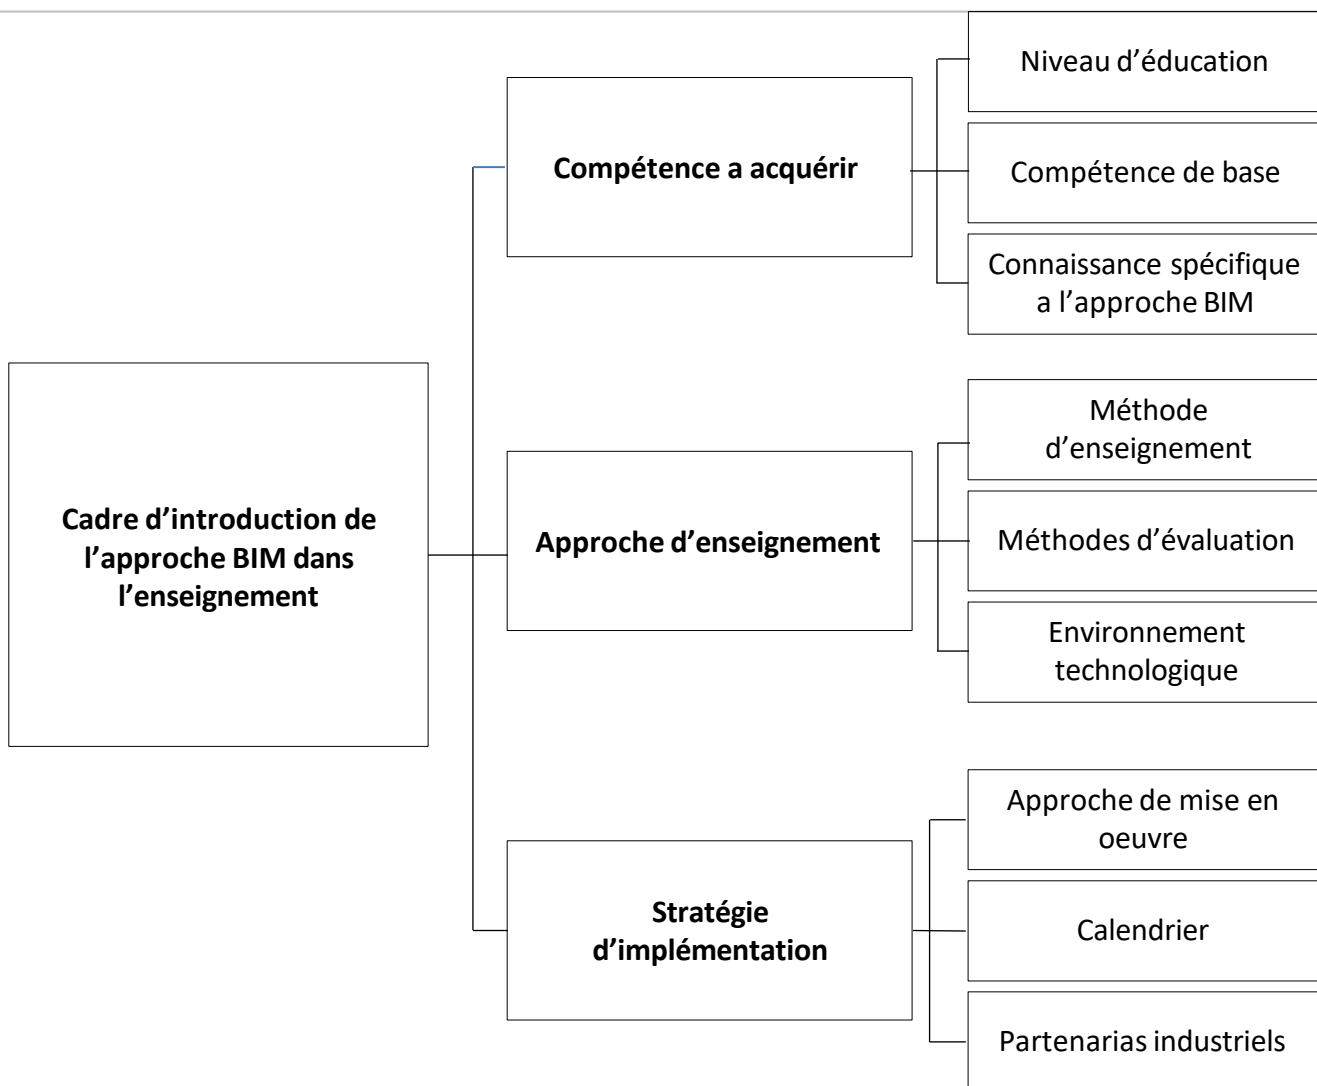 Cadre d’introduction de
l’approche BIM dans
l’enseignement
Compétence a acquérir
Niveau d’éducation
Compétence de base
Connaissance spécifique
a l’approche BIM
Approche d’enseignement
Méthode
d’enseignement
Méthodes d’évaluation
Environnement
technologique
Stratégie
d’implémentation
Approche de mise en
oeuvre
Calendrier
Partenarias industriels